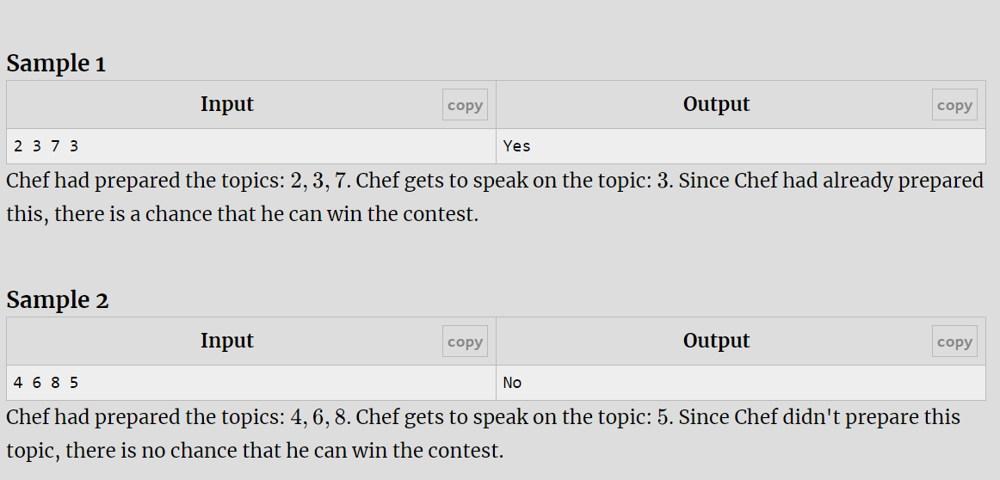 Sample 1
Input copy Output copy
2 3 7 3 Yes
Chef had prepared the topics: 2, 3, 7. Chef gets to speak on the topic: 3. Since Chef had already prepared
this, there is a chance that he can win the contest.
Sample 2
Input copy Output copy
4 6 8 5 No
Chef had prepared the topics: 4, 6, 8. Chef gets to speak on the topic: 5. Since Chef didn't prepare this
topic, there is no chance that he can win the contest.